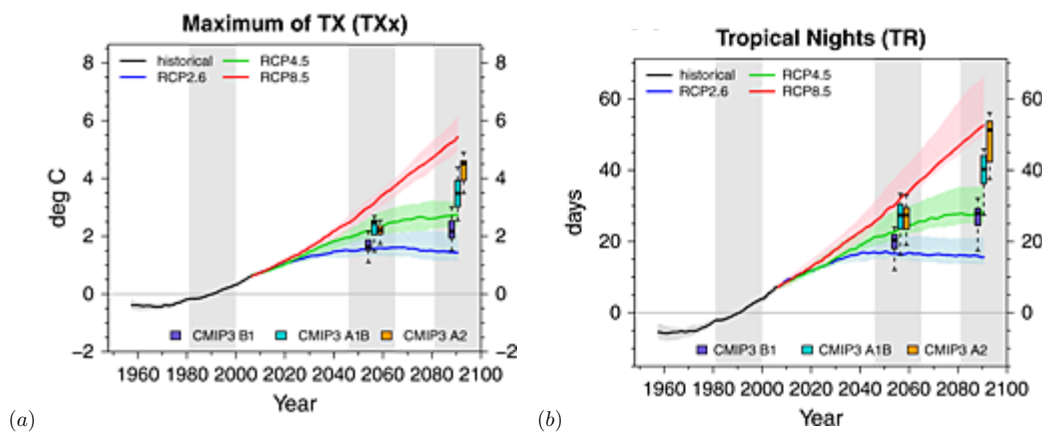 Maximum of TX (TXx)
8
6
4
2
0
−2
deg C
historical
RCP2.6
RCP4.5
RCP8.5
8
6
4
2
0
−2
CMIP3 B1
CMIP3 A1B
CMIP3 A2
1960 1980 2000 2020 2040 2060 2080 2100
Year
(a)
Tropical Nights (TR)
60
40
20
0
days
historical
RCP2.6
RCP4.5
RCP8.5
60
40
20
0
CMIP3 B1
CMIP3 A1B
CMIP3 A2
1960 1980 2000 2020 2040 2060 2080 2100
Year
(b)